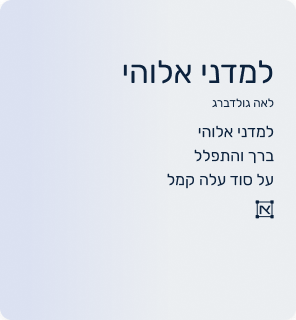 למדני אלוהי
לאה גולדברג
למדני אלוהי
ברך והתפלל
על סוד עלה קמל
א